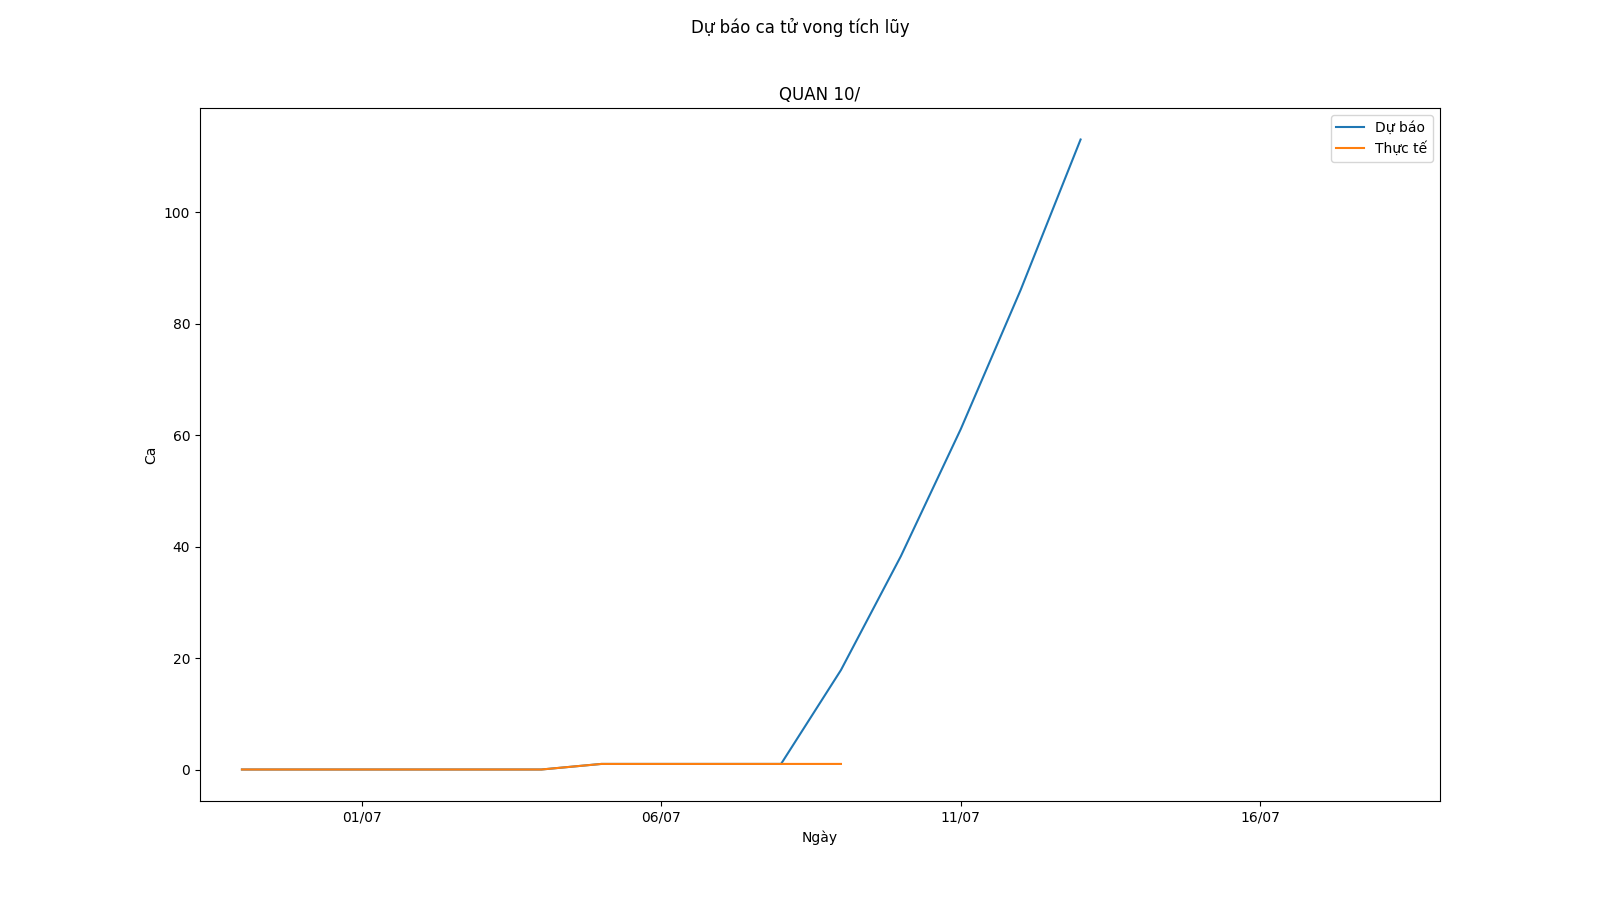 Dự báo ca tử vong tích lũy
QUAN 10/
Dự báo
Thực tế
100
80
60
40
20
0
Ca
01/07
06/07
11/07
16/07
Ngày